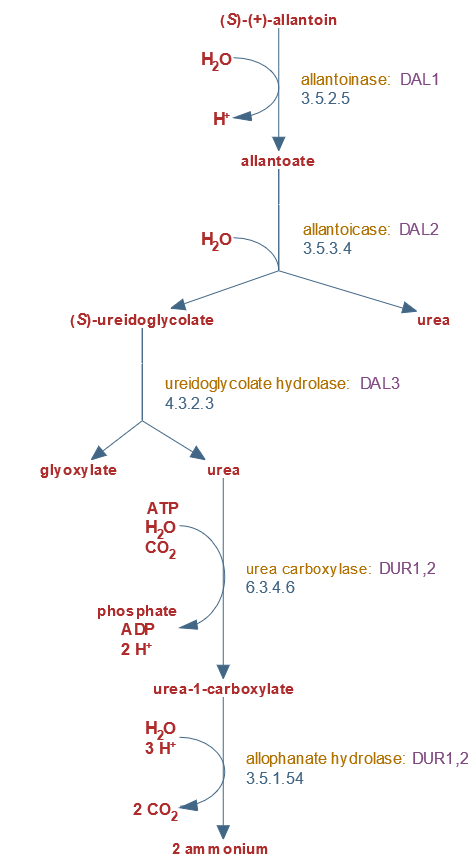 (S)-(+)-allantoin
H2O
allantoinase: DAL1
3.5.2.5
H+
allantoate
H2O
allantoicase: DAL2
3.5.3.4
(S)-ureidoglycolate
urea
ureidoglycolate hydrolase: DAL3
4.3.2.3
glyoxylate
urea
ATP
H2O
CO2
urea carboxylase: DUR1,2
6.3.4.6
phosphate
ADP
2 H+
urea-1-carboxylate
H2O
3 H+
allophanate hydrolase: DUR1,2
3.5.1.54
2 CO2
2 ammonium